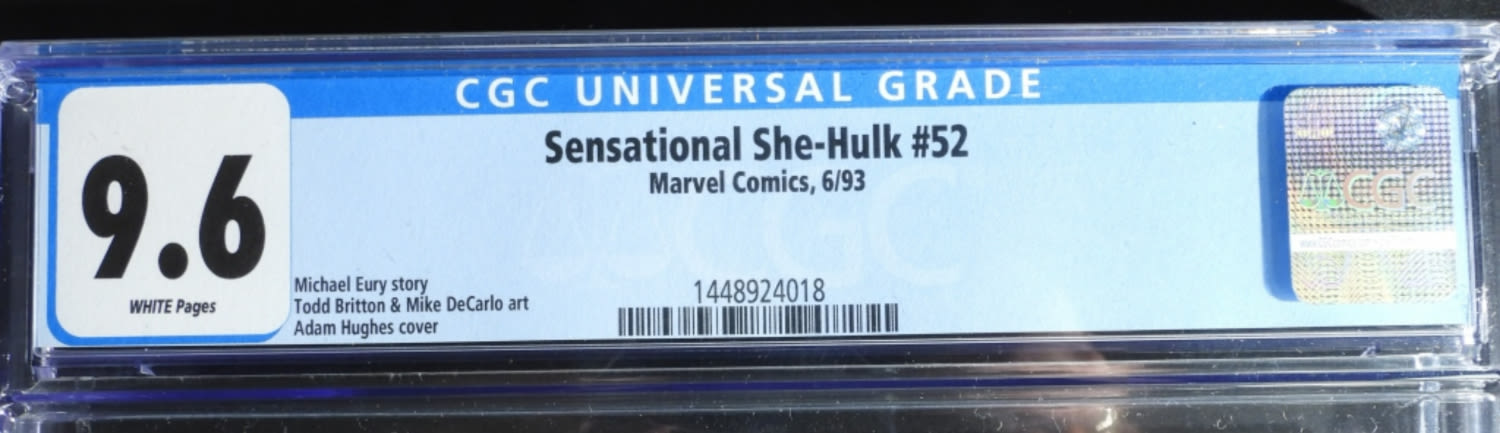 CGC UNIVERSAL GRADE
9.6
WHITE Pages
Sensational She-Hulk #52
Marvel Comics, 6/93
Michael Eury story
Todd Britton & Mike DeCarlo art
Adam Hughes cover
1448924018
CGC
CGC